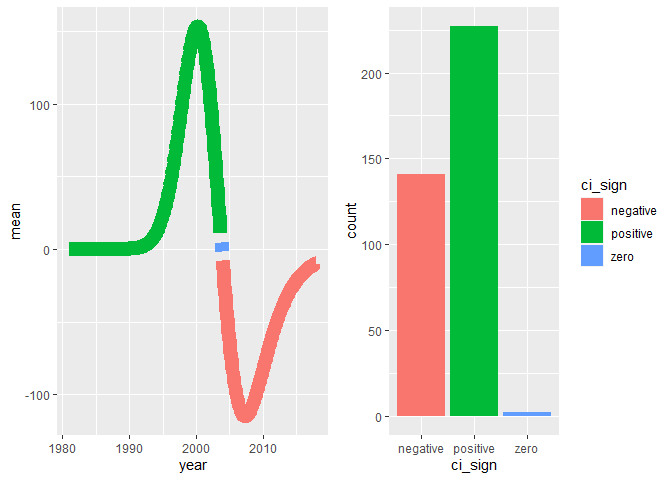 mean
100
0
-100
1980 1990 2000 2010
year
count
200
150
100
50
0
negative positive zero
ci_sign
ci_sign
negative
positive
zero